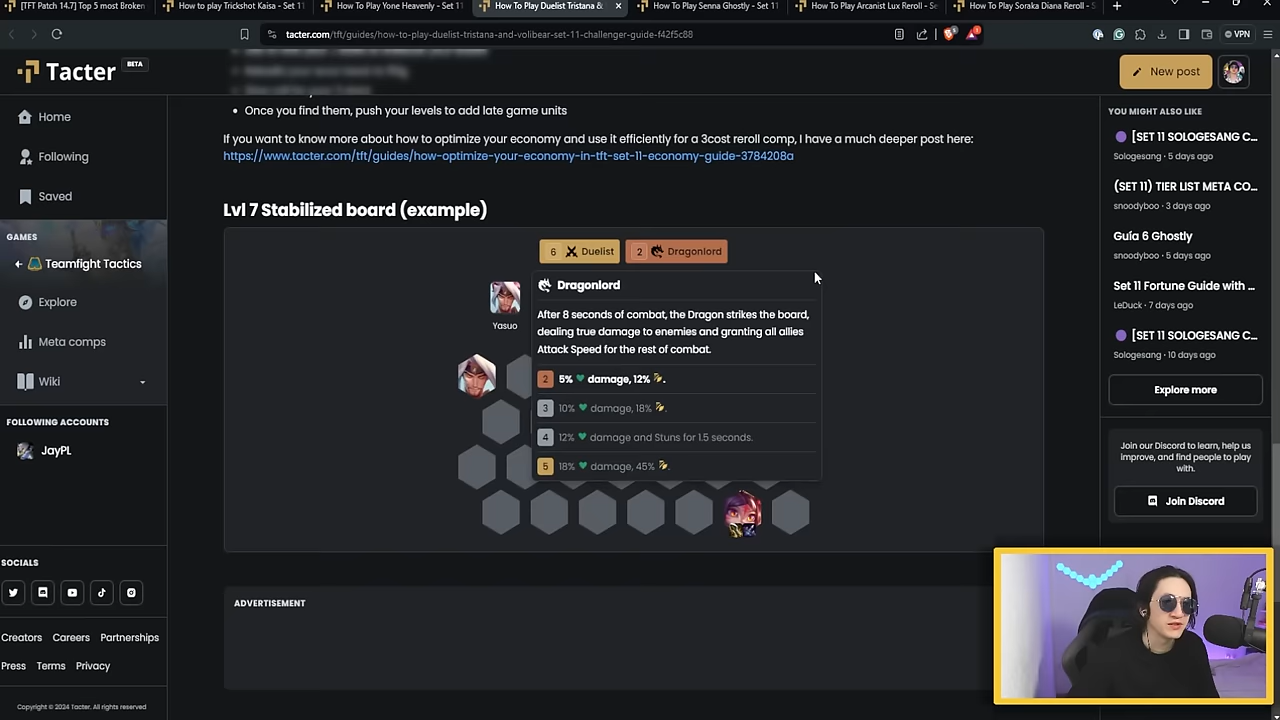 [TFT Patch 14.7] Top 5 most Broken
How to play Trickshot Kaisa - Set 11
How To Play Yone Heavenly - Set 11
How To Play Duelist Tristana &
How To Play Senna Ghostly - Set 11
How To Play Arcanist Lux Reroll - Se
How To Play Soraka Diana Reroll - S
tacter.com/tft/guides/how-to-play-duelist-tristana-and-volibear-set-11-challenger-guide-f42f5c88
VPN
Tacter BETA
New post
Home
Following
Saved
GAMES
Teamfight Tactics
Explore
Meta comps
Wiki
FOLLOWING ACCOUNTS
JayPL
SOCIALS
Creators Careers Partnerships
Press Terms Privacy
Copyright © 2024 Tacter. All rights reserved
Once you find them, push your levels to add late game units
If you want to know more about how to optimize your economy and use it efficiently for a 3cost reroll comp, I have a much deeper post here:
https://www.tacter.com/tft/guides/how-optimize-your-economy-in-tft-set-11-economy-guide-3784208a
Lvl 7 Stabilized board (example)
6 Duelist 2 Dragonlord
Yasuo
Dragonlord
After 8 seconds of combat, the Dragon strikes the board,
dealing true damage to enemies and granting all allies
Attack Speed for the rest of combat.
2 5% damage, 12% .
3 10% damage, 18% .
4 12% damage and Stuns for 1.5 seconds.
5 18% damage, 45% .
ADVERTISEMENT
YOU MIGHT ALSO LIKE
[SET 11] SOLOGESANG C...
Sologesang · 5 days ago
(SET 11) TIER LIST META CO...
snoodyboo · 3 days ago
Guía 6 Ghostly
snoodyboo · 5 days ago
Set 11 Fortune Guide with ...
LeDuck · 7 days ago
[SET 11] SOLOGESANG C...
Sologesang · 10 days ago
Explore more
Join our Discord to learn, help us
improve, and find people to play
with.
Join Discord